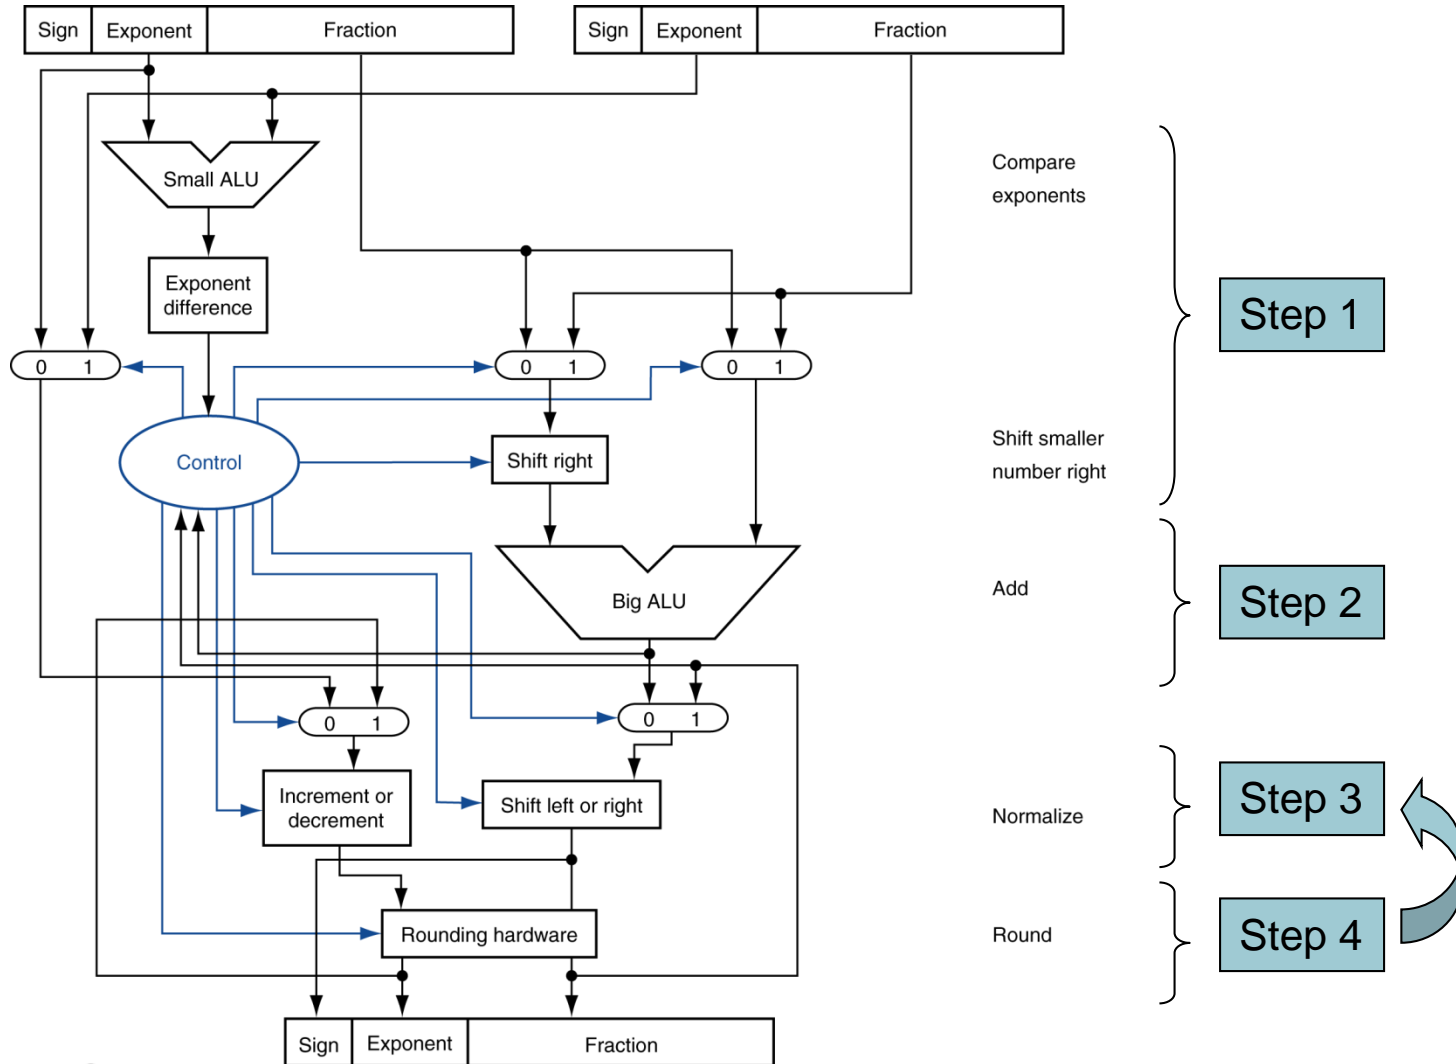 Sign Exponent Fraction
Sign Exponent Fraction
Small ALU
Compare
exponents
Exponent
difference
Step 1
0 1
0 1
0 1
Control
Shift right
Shift smaller
number right
Big ALU
Add
Step 2
0 1
0 1
Increment or
decrement
Shift left or right
Normalize
Step 3
Rounding hardware
Round
Step 4
Sign Exponent Fraction